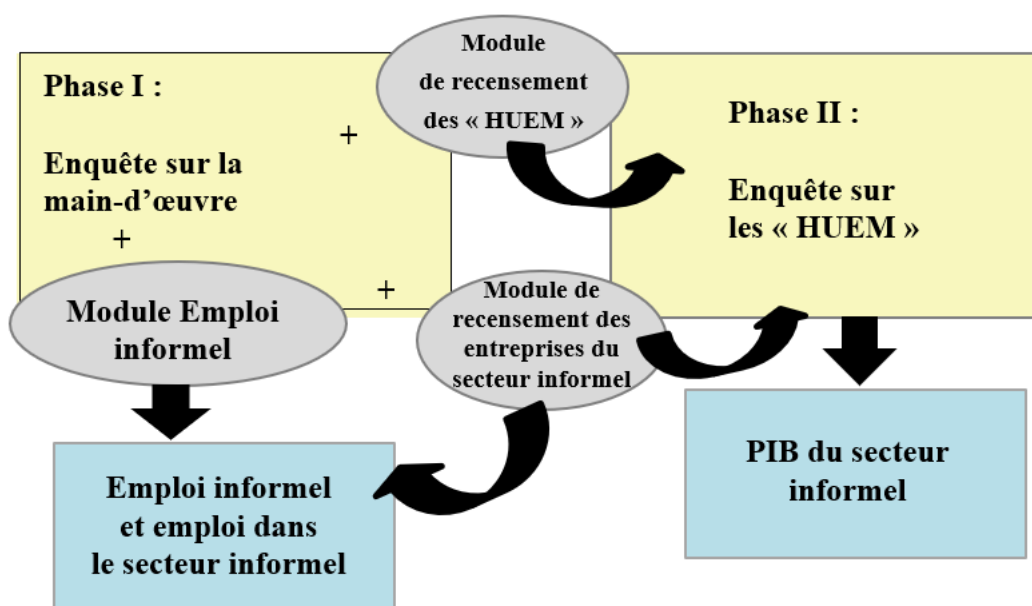 Module
de recensement
des « HUEM »
Phase I :
+
Enquête sur la
main-d’œuvre
+
+
Phase II :
Enquête sur
les « HUEM »
Module Emploi
informel
Module de
recensement des
entreprises du
secteur informel
Emploi informel
et emploi dans
le secteur informel
PIB du secteur
informel